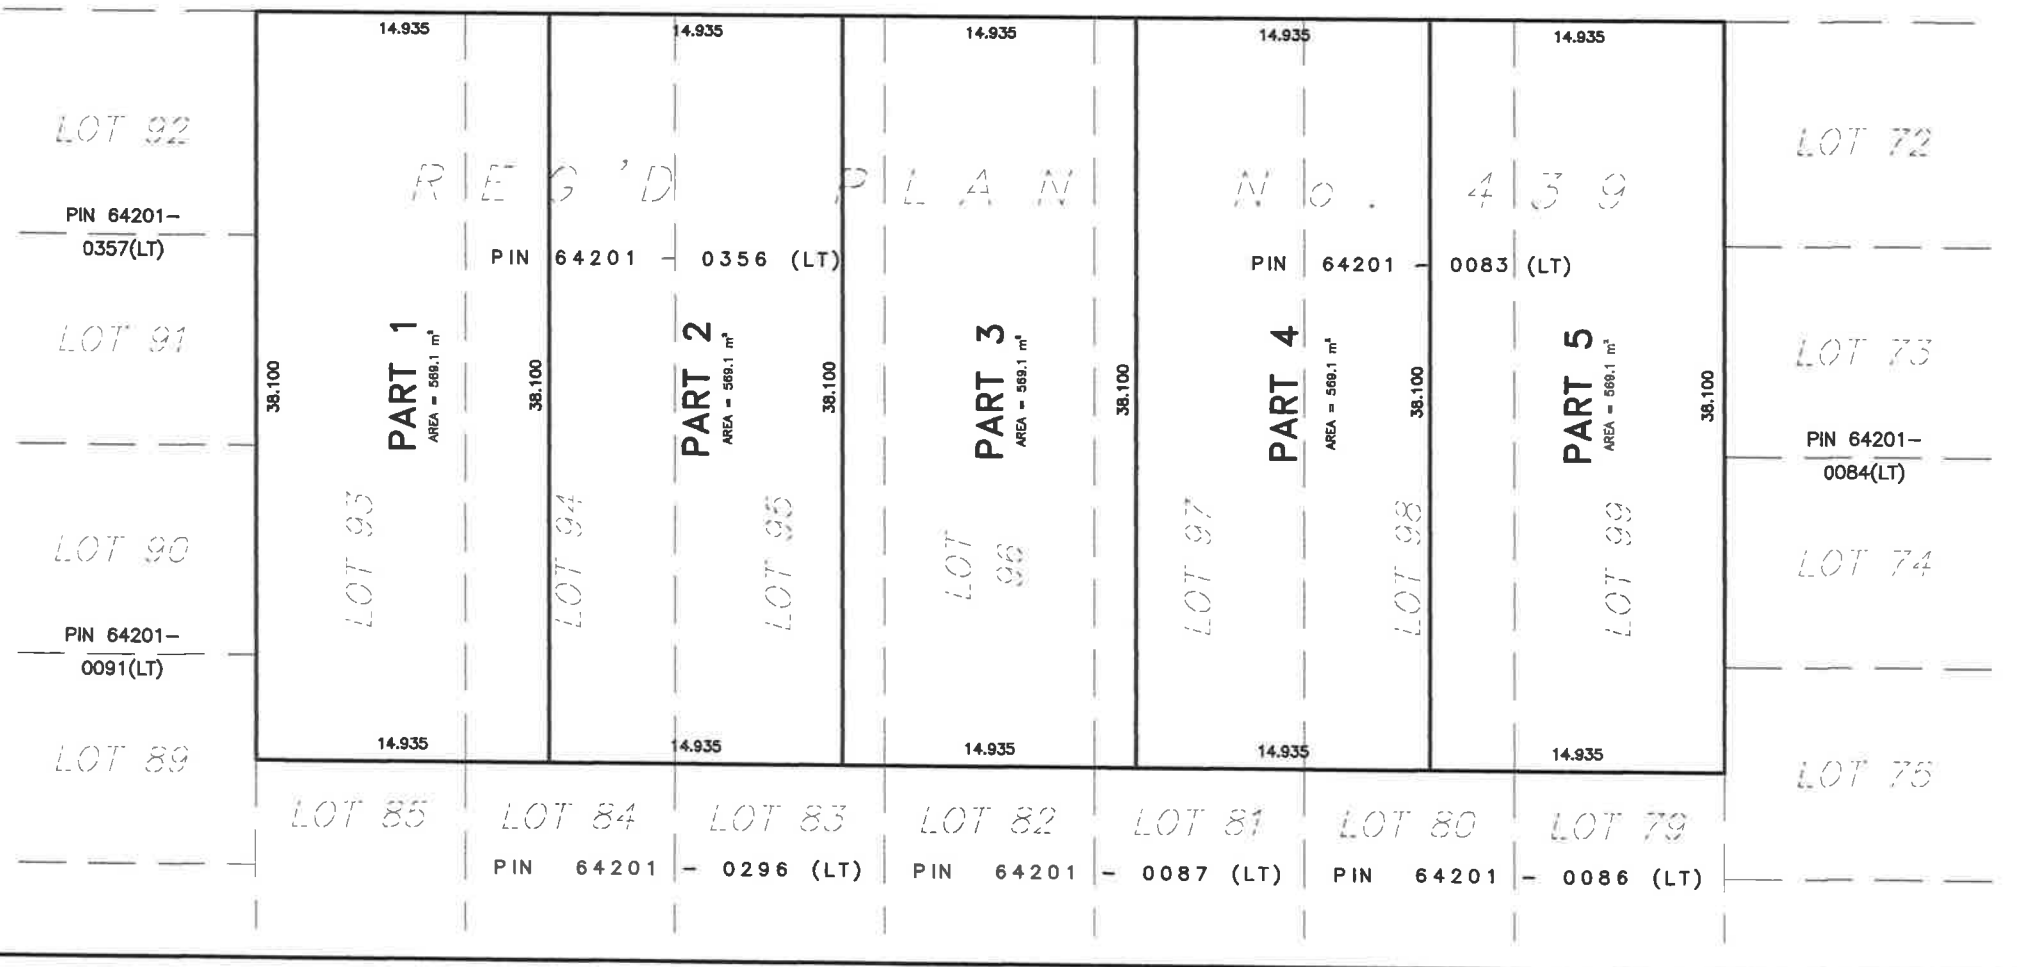 14.935 14.935 14.935 14.935 14.935
LOT 92
LOT 72
REG'D PLAN No. 439
PIN 64201-
0357(LT)
PIN 64201 - 0356 (LT)
PIN 64201 - 0083 (LT)
LOT 91
LOT 73
38.100
PART 1
AREA = 569.1 m²
38.100
PART 2
AREA = 569.1 m²
38.100
PART 3
AREA = 569.1 m²
38.100
PART 4
AREA = 569.1 m²
38.100
PART 5
AREA = 569.1 m²
38.100
PIN 64201-
0084(LT)
LOT 93
LOT 94
LOT 95
LOT
96
LOT 97
LOT 98
LOT 99
LOT 90
LOT 74
PIN 64201-
0091(LT)
14.935 14.935 14.935 14.935 14.935
LOT 89
LOT 75
LOT 85 LOT 84 LOT 83 LOT 82 LOT 81 LOT 80 LOT 79
PIN 64201 - 0296 (LT) PIN 64201 - 0087 (LT) PIN 64201 - 0086 (LT)